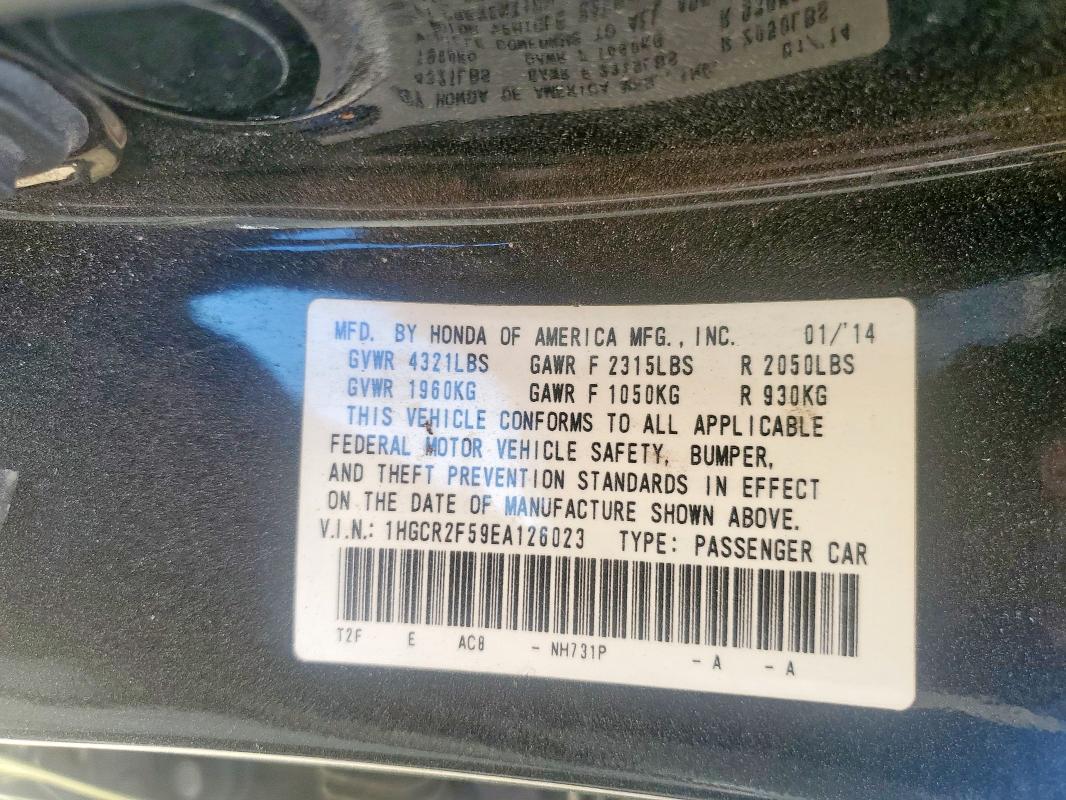 MFD. BY HONDA OF AMERICA MFG., INC. 01/'14
GVWR 4321LBS GAWR F 2315LBS R 2050LBS
GVWR 1960KG GAWR F 1050KG R 930KG
THIS VEHICLE CONFORMS TO ALL APPLICABLE
FEDERAL MOTOR VEHICLE SAFETY, BUMPER,
AND THEFT PREVENTION STANDARDS IN EFFECT
ON THE DATE OF MANUFACTURE SHOWN ABOVE.
V.I.N.: 1HGCR2F59EA126023 TYPE: PASSENGER CAR
T2F E AC8 - NH731P - A - A